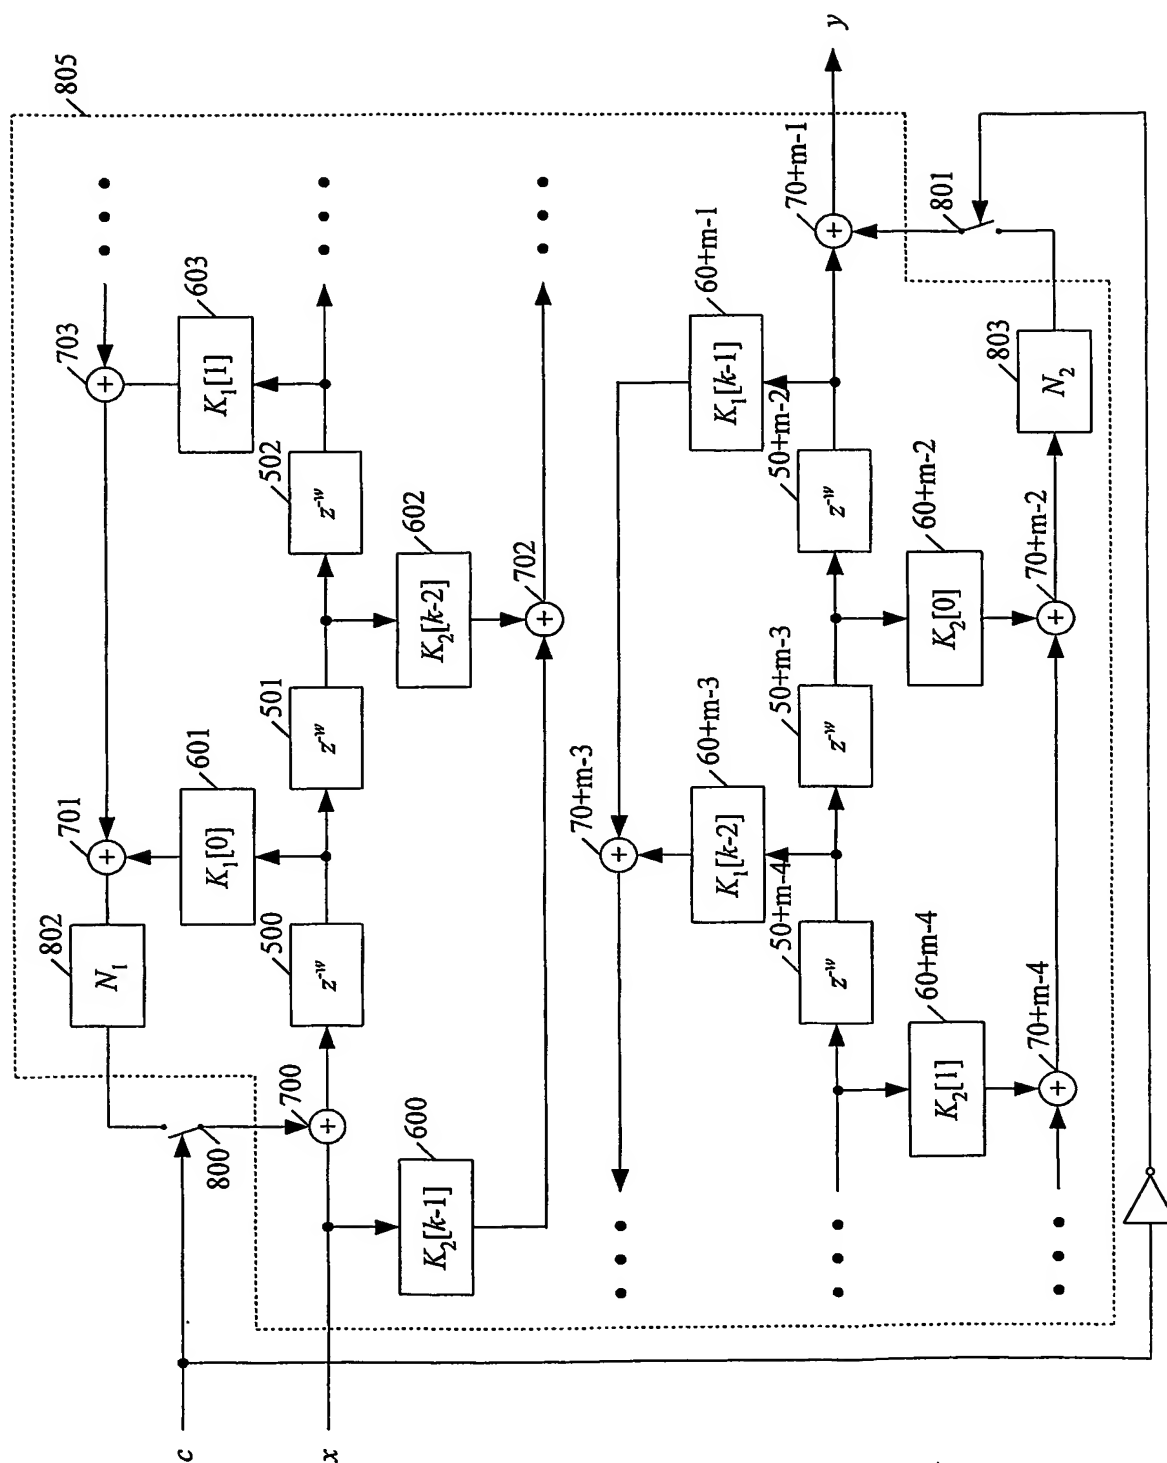 805
703
603
K₁[1]
701
601
K₁[0]
802
N₁
502
z⁻ʷ
501
z⁻ʷ
500
z⁻ʷ
602
K₂[k-2]
702
800
700
600
K₂[k-1]
c
x
y
70+m-1
801
60+m-1
K₁[k-1]
70+m-3
60+m-3
K₁[k-2]
50+m-2
z⁻ʷ
50+m-3
z⁻ʷ
50+m-4
z⁻ʷ
803
N₂
60+m-2
K₂[0]
70+m-2
60+m-4
K₂[1]
70+m-4